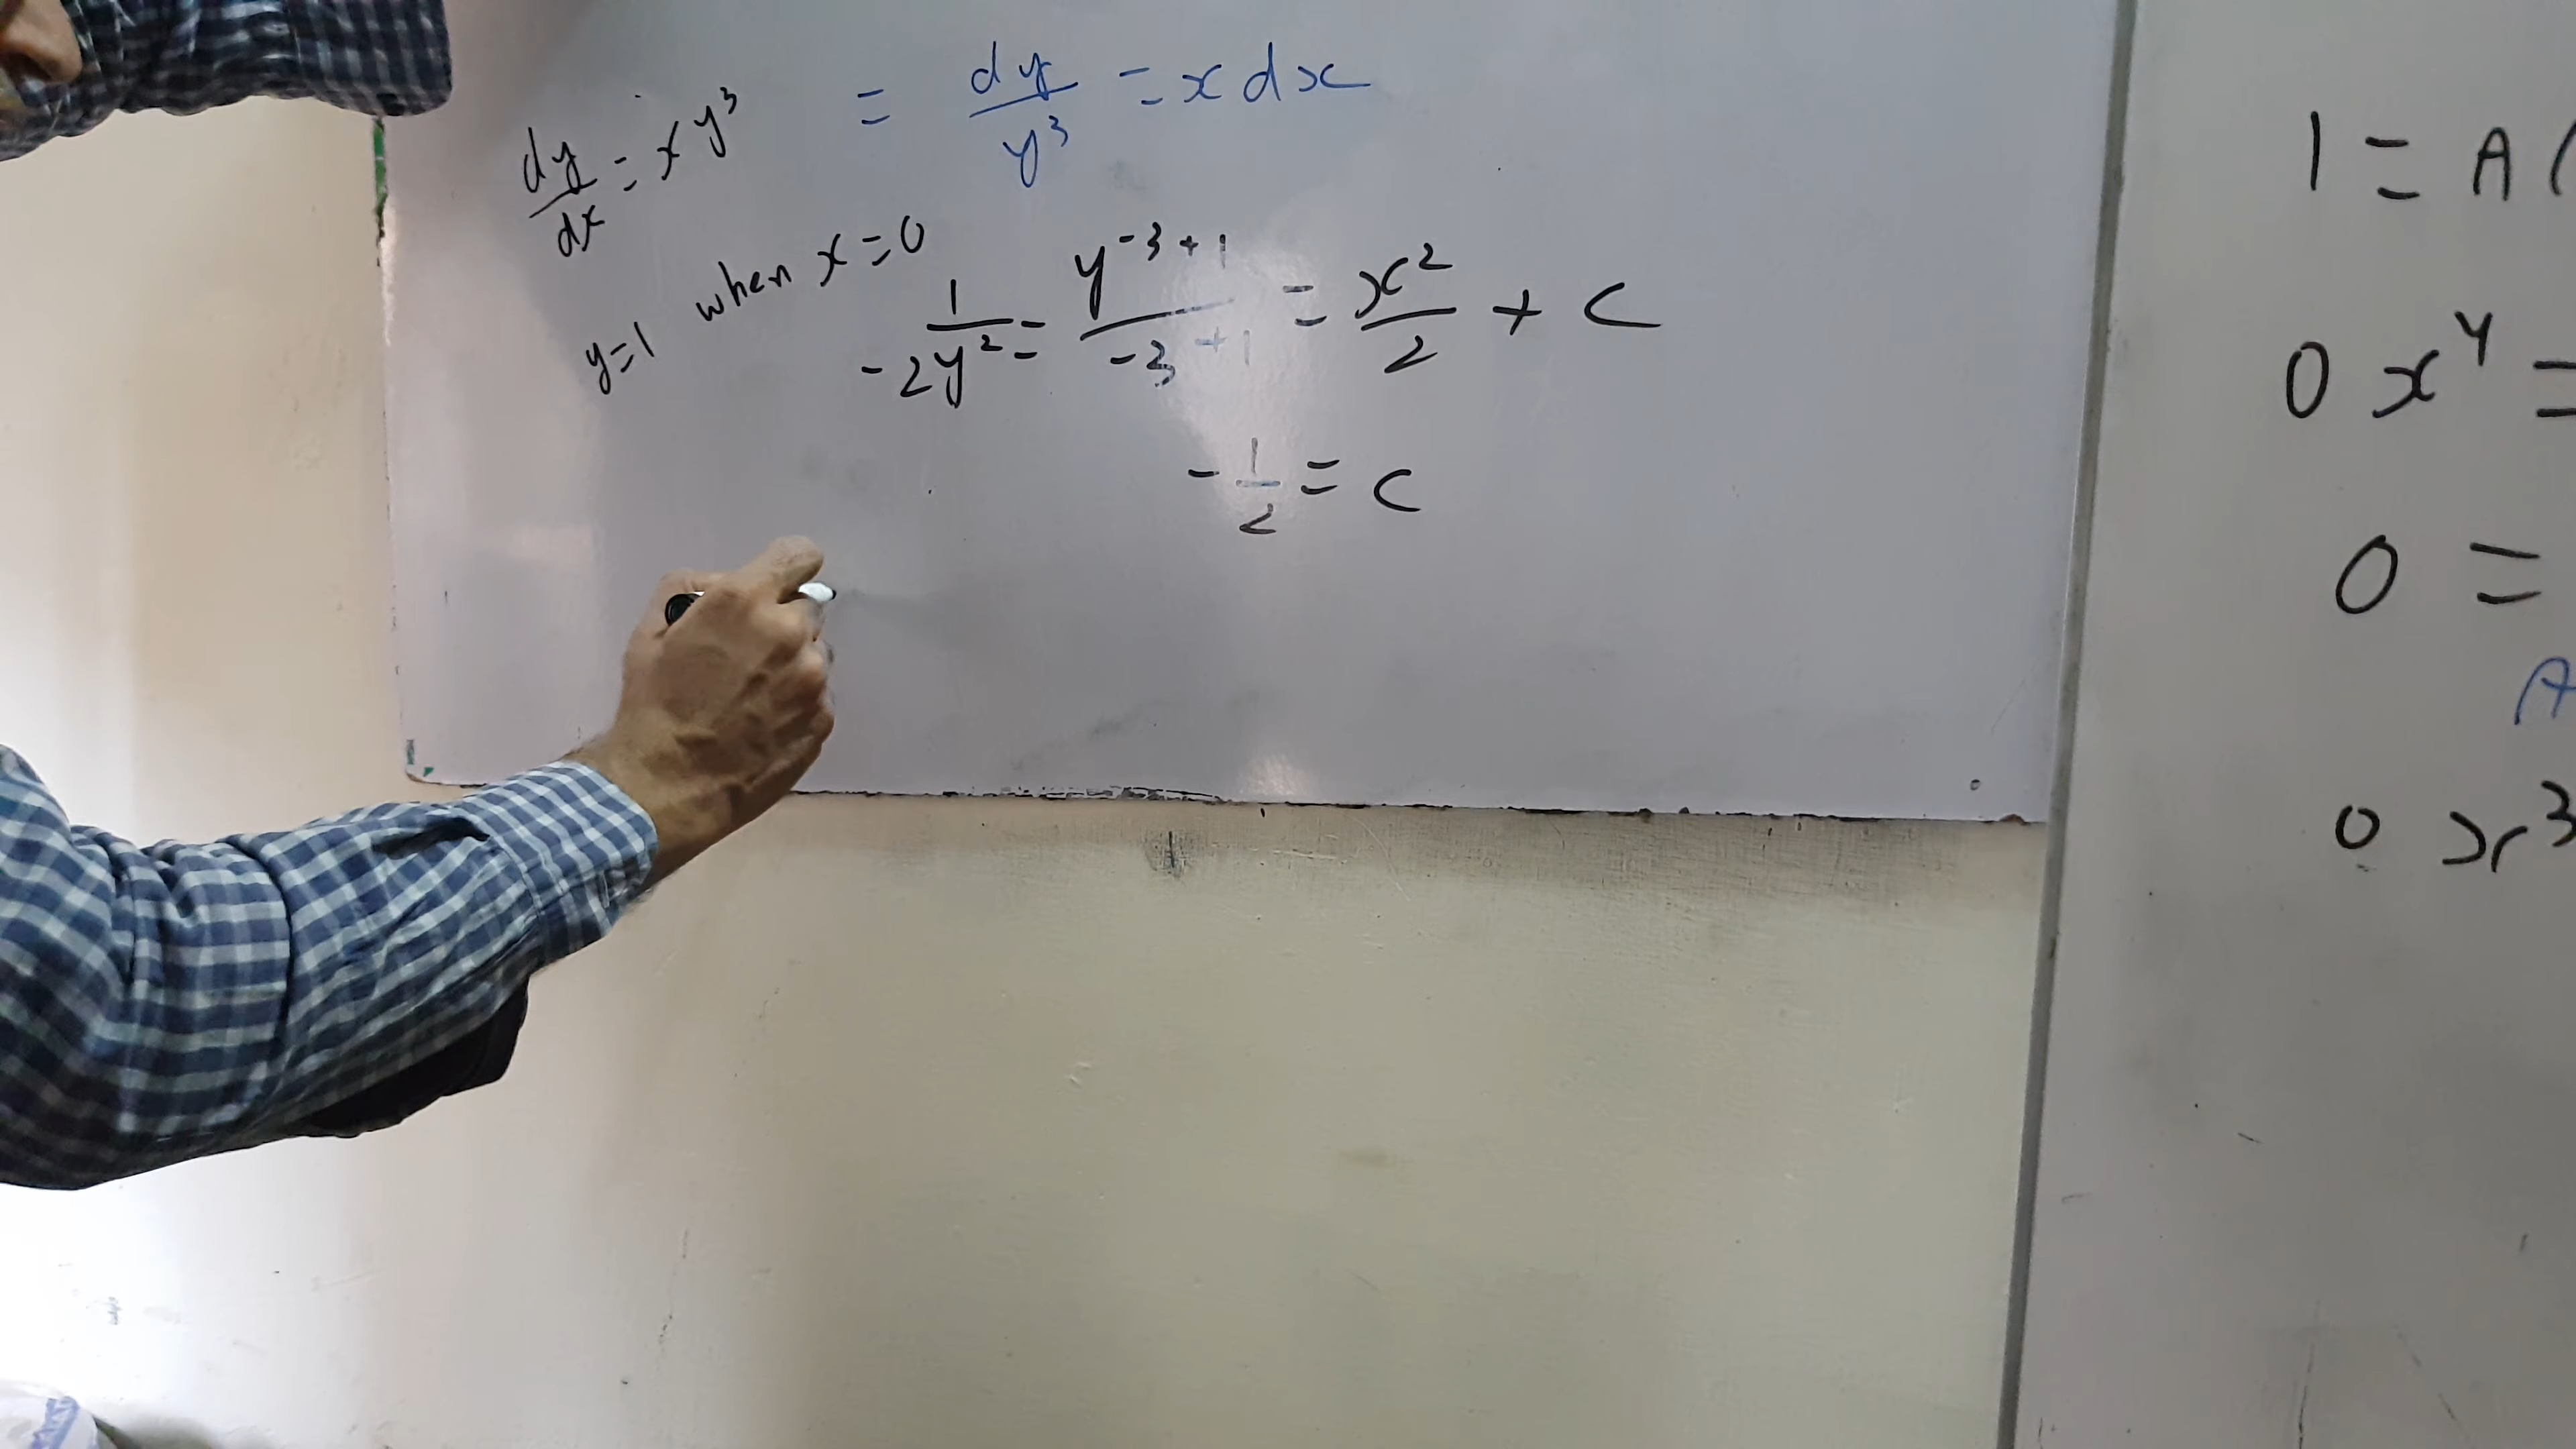 dy/dx = xy³ = dy/y³ = x dx
y=1 when x=0
1/-2y² = y⁻³⁺¹/-3+1 = x²/2 + C
-1/2 = C
1 = A(
0 x⁴ =
0 =
A
0 x³